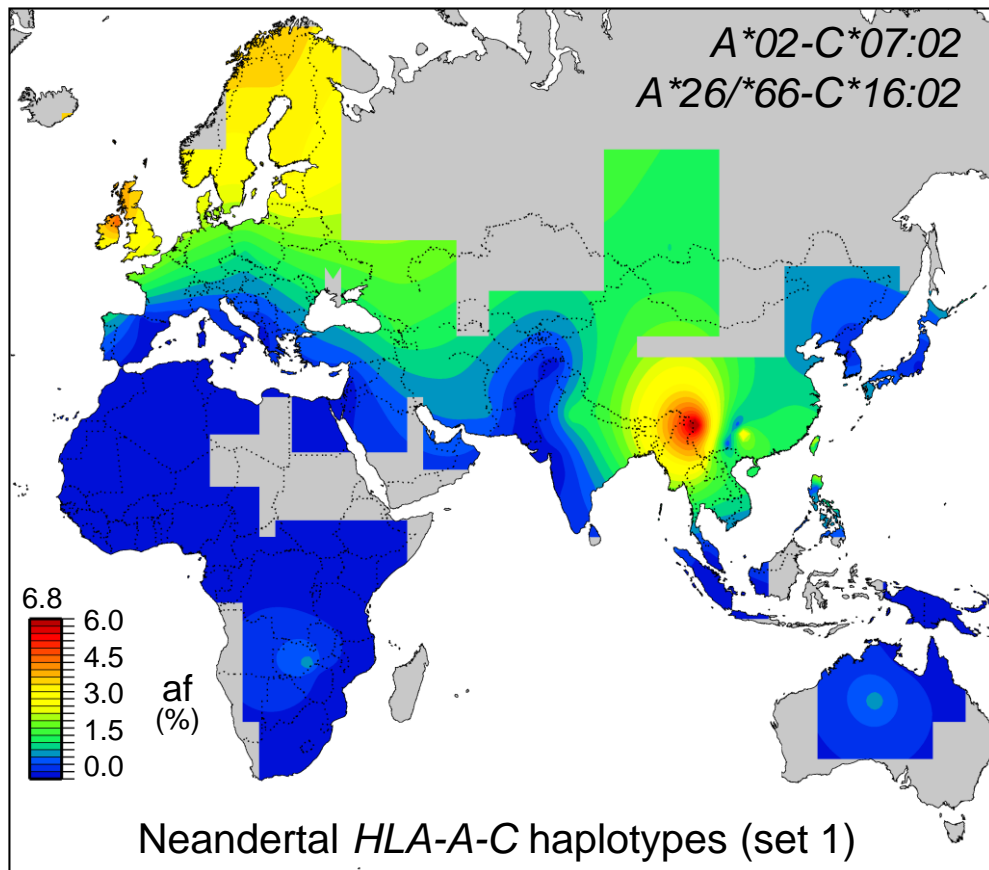 A*02-C*07:02
A*26/*66-C*16:02
6.8
6.0
4.5
3.0
1.5
0.0
af
(%)
Neandertal HLA-A-C haplotypes (set 1)